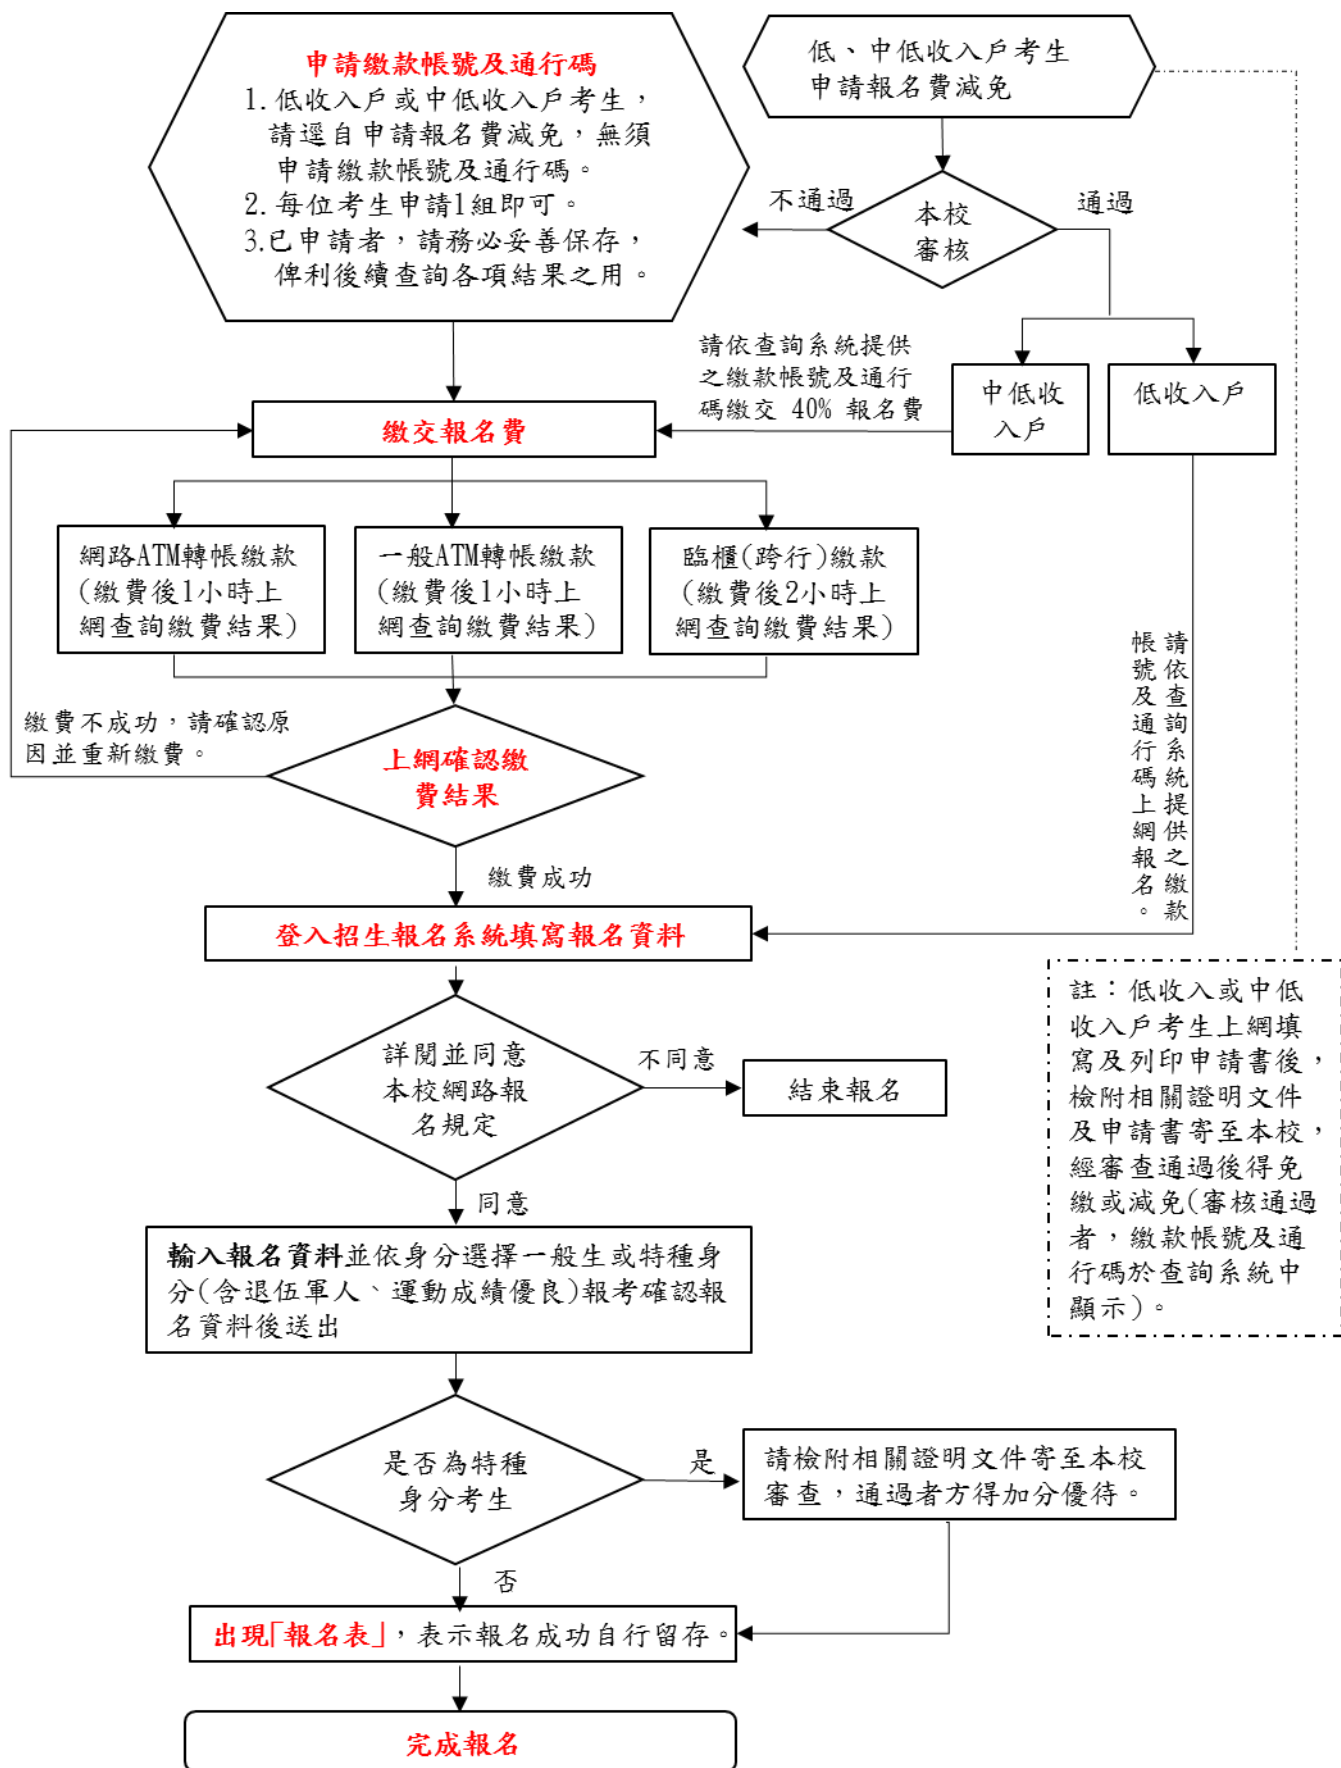 申請繳款帳號及通行碼
1.低收入戶或中低收入戶考生，
請逕自申請報名費減免，無須
申請繳款帳號及通行碼。
2.每位考生申請1組即可。
3.已申請者，請務必妥善保存，
俾利後續查詢各項結果之用。
低、中低收入戶考生
申請報名費減免
不通過
本校
審核
通過
請依查詢系統提供
之繳款帳號及通行
碼繳交 40% 報名費
中低收
入戶
低收入戶
繳交報名費
網路ATM轉帳繳款
(繳費後1小時上
網查詢繳費結果)
一般ATM轉帳繳款
(繳費後1小時上
網查詢繳費結果)
臨櫃(跨行)繳款
(繳費後2小時上
網查詢繳費結果)
請依查詢系統提供之繳款
帳號及通行碼上網報名。
繳費不成功，請確認原
因並重新繳費。
上網確認繳
費結果
繳費成功
登入招生報名系統填寫報名資料
詳閱並同意
本校網路報
名規定
不同意
結束報名
同意
註：低收入或中低
收入戶考生上網填
寫及列印申請書後，
檢附相關證明文件
及申請書寄至本校，
經審查通過後得免
繳或減免(審核通過
者，繳款帳號及通
行碼於查詢系統中
顯示)。
輸入報名資料並依身分選擇一般生或特種身
分(含退伍軍人、運動成績優良)報考確認報
名資料後送出
是否為特種
身分考生
是
請檢附相關證明文件寄至本校
審查，通過者方得加分優待。
否
出現「報名表」，表示報名成功自行留存。
完成報名